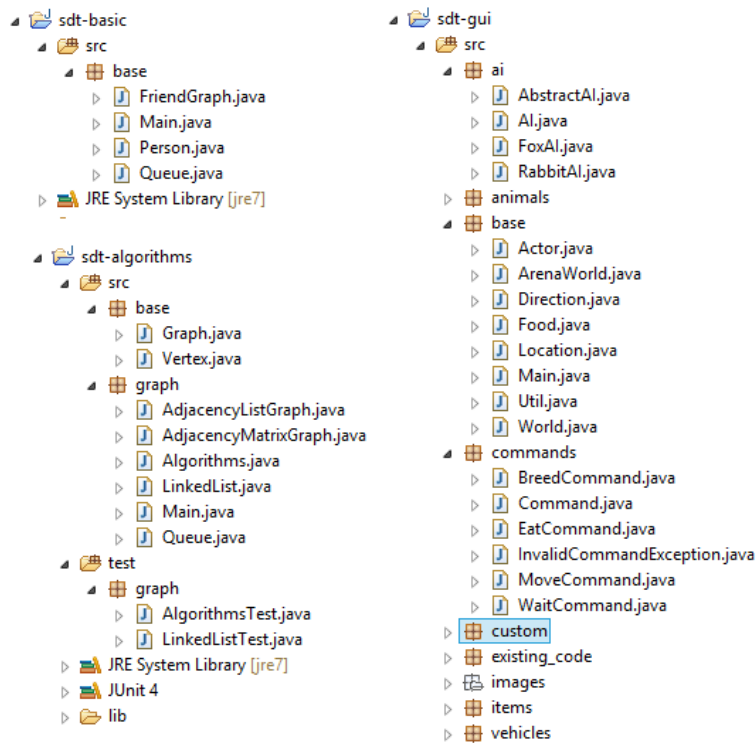 sdt-basic
src
base
FriendGraph.java
Main.java
Person.java
Queue.java
JRE System Library [jre7]
sdt-algorithms
src
base
Graph.java
Vertex.java
graph
AdjacencyListGraph.java
AdjacencyMatrixGraph.java
Algorithms.java
LinkedList.java
Main.java
Queue.java
test
graph
AlgorithmsTest.java
LinkedListTest.java
JRE System Library [jre7]
JUnit 4
lib
sdt-gui
src
ai
AbstractAI.java
AI.java
FoxAI.java
RabbitAI.java
animals
base
Actor.java
ArenaWorld.java
Direction.java
Food.java
Location.java
Main.java
Util.java
World.java
commands
BreedCommand.java
Command.java
EatCommand.java
InvalidCommandException.java
MoveCommand.java
WaitCommand.java
custom
existing_code
images
items
vehicles